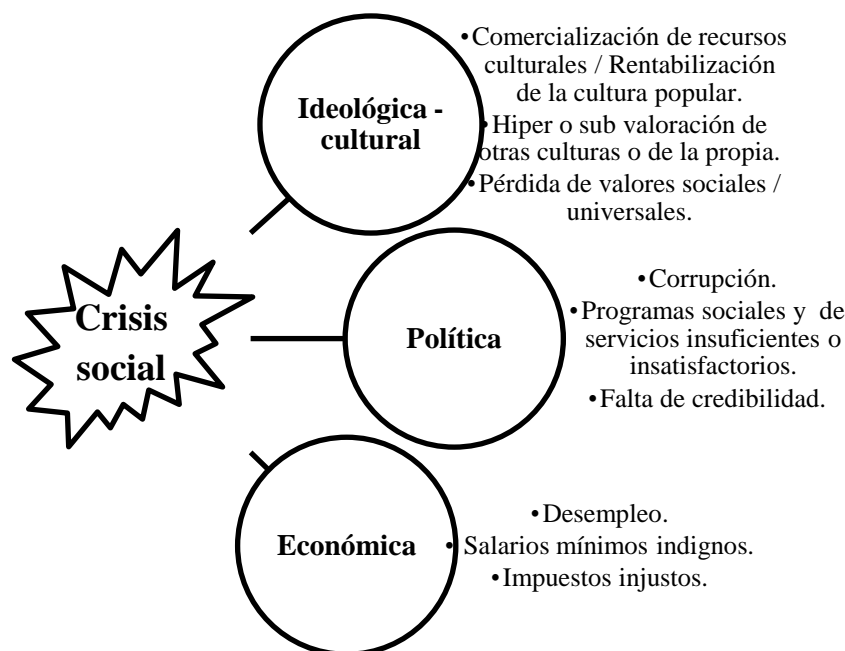 Crisis
social
Ideológica -
cultural
•Comercialización de recursos
culturales / Rentabilización
de la cultura popular.
•Hiper o sub valoración de
otras culturas o de la propia.
•Pérdida de valores sociales /
universales.
Política
•Corrupción.
•Programas sociales y de
servicios insuficientes o
insatisfactorios.
•Falta de credibilidad.
Económica
•Desempleo.
• Salarios mínimos indignos.
•Impuestos injustos.